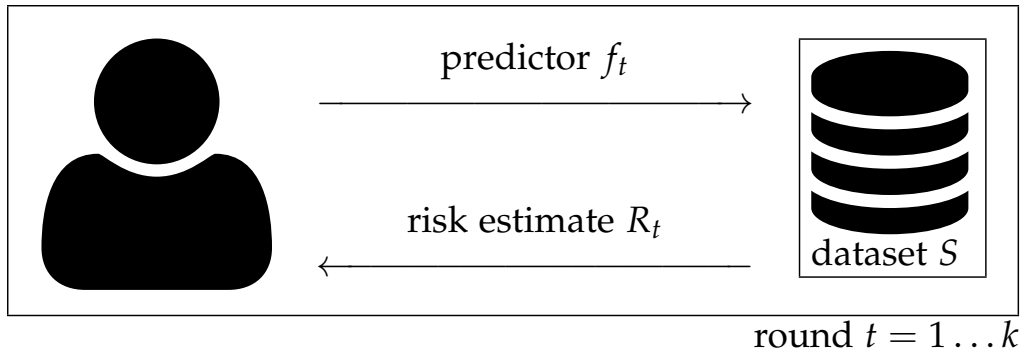 predictor f_t
risk estimate R_t
dataset S
round t = 1 … k